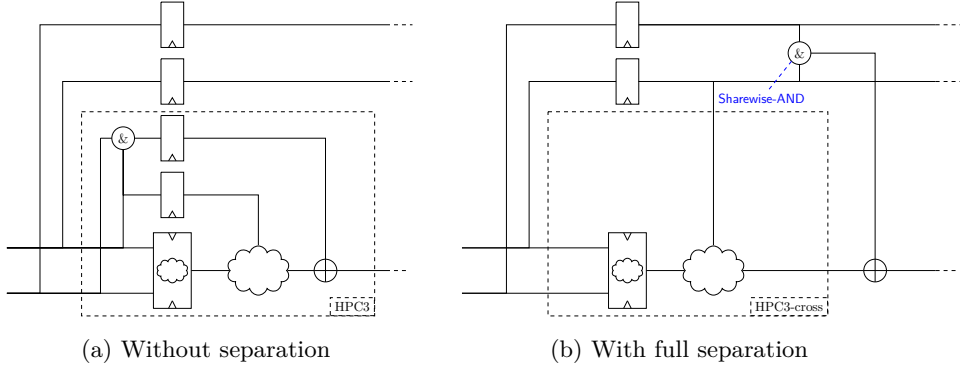 &
Sharewise-AND
&
HPC3
HPC3-cross
(a) Without separation
(b) With full separation